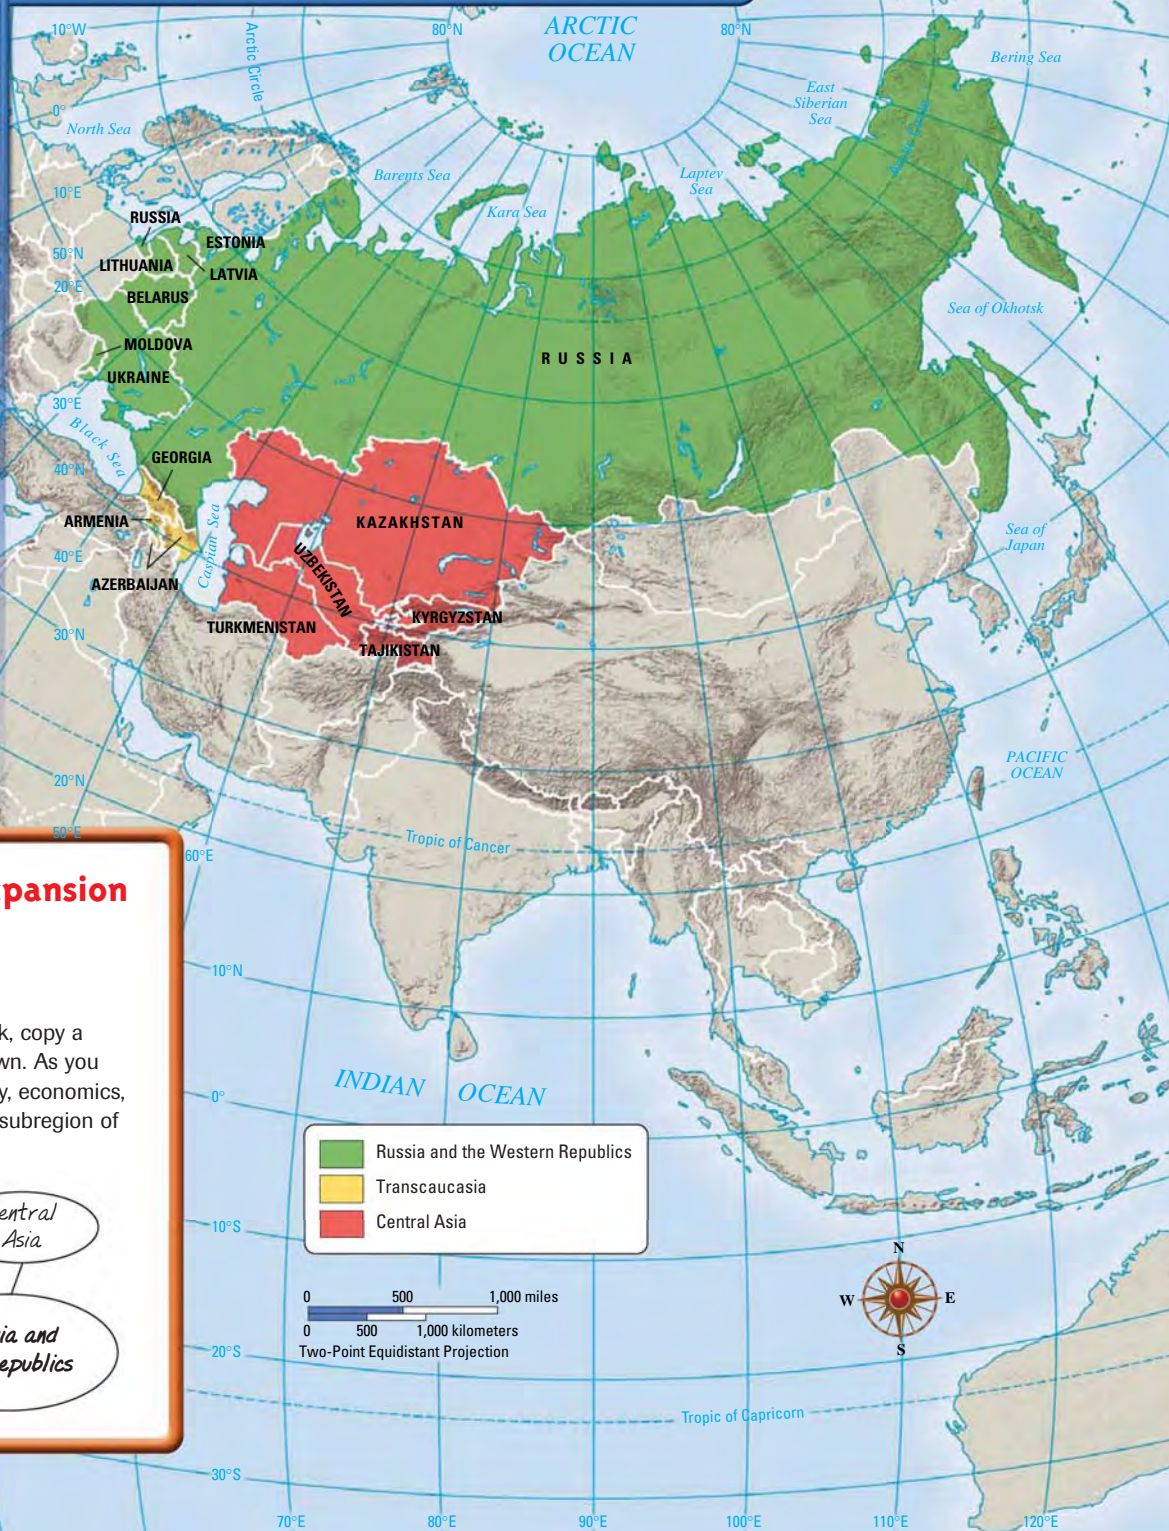 ARCTIC
OCEAN
10°W
80°N
80°N
Arctic Circle
Bering Sea
East
Siberian
Sea
0°
North Sea
Arctic Circle
Barents Sea
Laptev
Sea
10°E
Kara Sea
RUSSIA
ESTONIA
50°N
LITHUANIA
LATVIA
20°E
BELARUS
Sea of Okhotsk
MOLDOVA
RUSSIA
UKRAINE
30°E
Black Sea
GEORGIA
40°N
ARMENIA
KAZAKHSTAN
Caspian Sea
Sea of
Japan
40°E
UZBEKISTAN
AZERBAIJAN
KYRGYZSTAN
TURKMENISTAN
30°N
TAJIKISTAN
PACIFIC
OCEAN
20°N
50°E
Tropic of Cancer
60°E
pansion
10°N
k, copy a
wn. As you
y, economics,
subregion of
INDIAN OCEAN
0°
Russia and the Western Republics
Transcaucasia
Central Asia
entral
Asia
10°S
N
W
E
S
0 500 1,000 miles
0 500 1,000 kilometers
Two-Point Equidistant Projection
ia and
epublics
20°S
Tropic of Capricorn
30°S
70°E
80°E
90°E
100°E
110°E
120°E